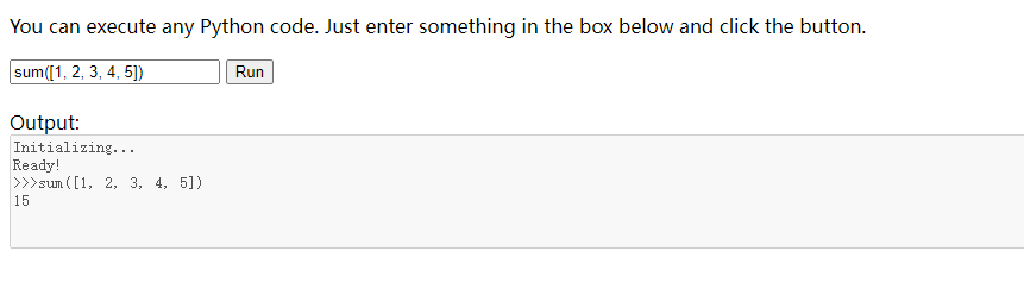 You can execute any Python code. Just enter something in the box below and click the button.
sum([1, 2, 3, 4, 5]) Run
Output:
Initializing...
Ready!
>>>sum([1, 2, 3, 4, 5])
15